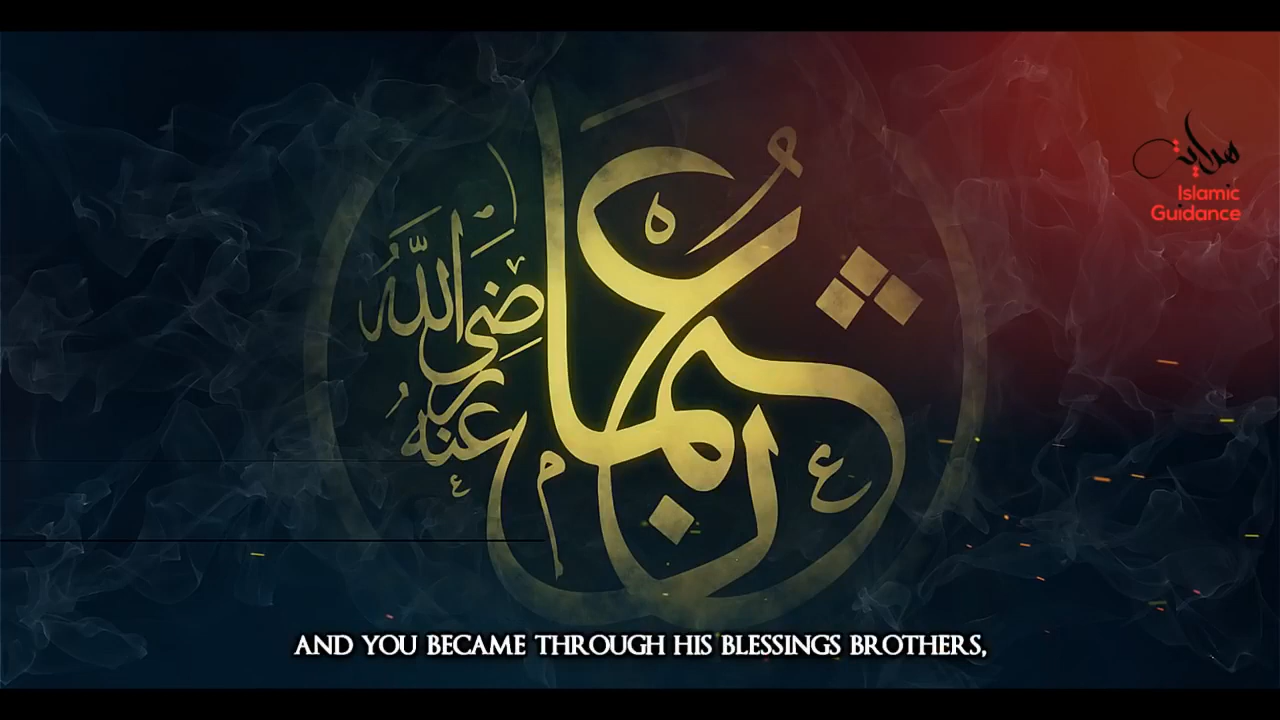 هداية
Islamic
Guidance
عثمان
رضي الله عنه
AND YOU BECAME THROUGH HIS BLESSINGS BROTHERS,